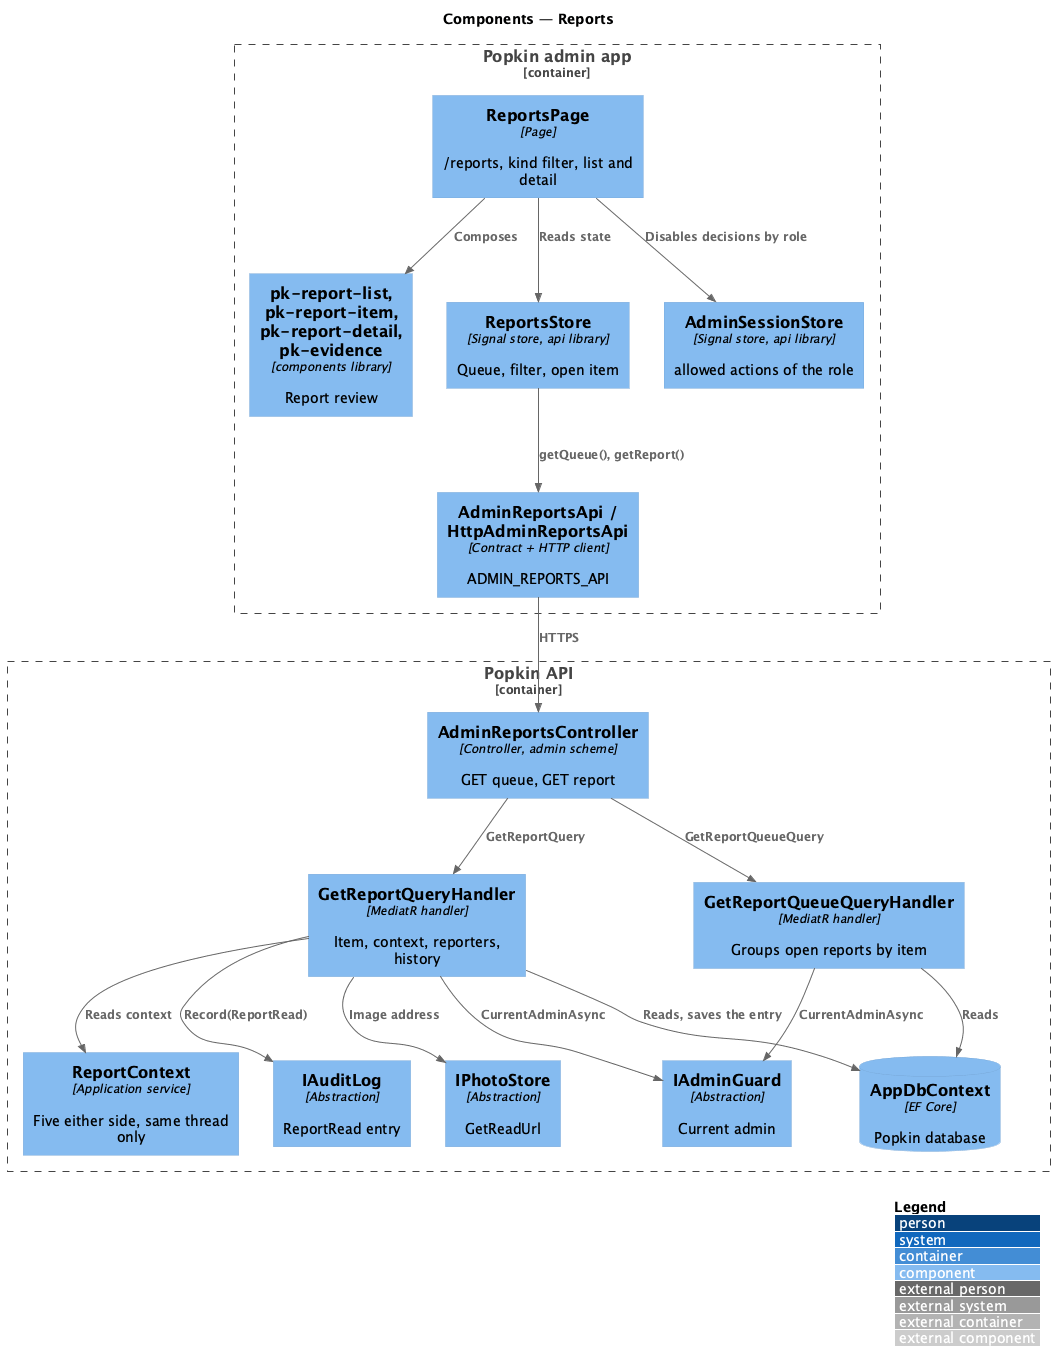 Components — Reports
Popkin admin app
[container]
ReportsPage
[Page]
/reports, kind filter, list and
detail
Composes
Reads state
Disables decisions by role
pk-report-list,
pk-report-item,
pk-report-detail,
pk-evidence
[components library]
Report review
ReportsStore
[Signal store, api library]
Queue, filter, open item
AdminSessionStore
[Signal store, api library]
allowed actions of the role
getQueue(), getReport()
AdminReportsApi /
HttpAdminReportsApi
[Contract + HTTP client]
ADMIN_REPORTS_API
HTTPS
Popkin API
[container]
AdminReportsController
[Controller, admin scheme]
GET queue, GET report
GetReportQuery
GetReportQueueQuery
GetReportQueryHandler
[MediatR handler]
Item, context, reporters,
history
GetReportQueueQueryHandler
[MediatR handler]
Groups open reports by item
Reads context
Record(ReportRead)
Image address
CurrentAdminAsync
Reads, saves the entry
CurrentAdminAsync
Reads
ReportContext
[Application service]
Five either side, same thread
only
IAuditLog
[Abstraction]
ReportRead entry
IPhotoStore
[Abstraction]
GetReadUrl
IAdminGuard
[Abstraction]
Current admin
AppDbContext
[EF Core]
Popkin database
Legend
person
system
container
component
external person
external system
external container
external component